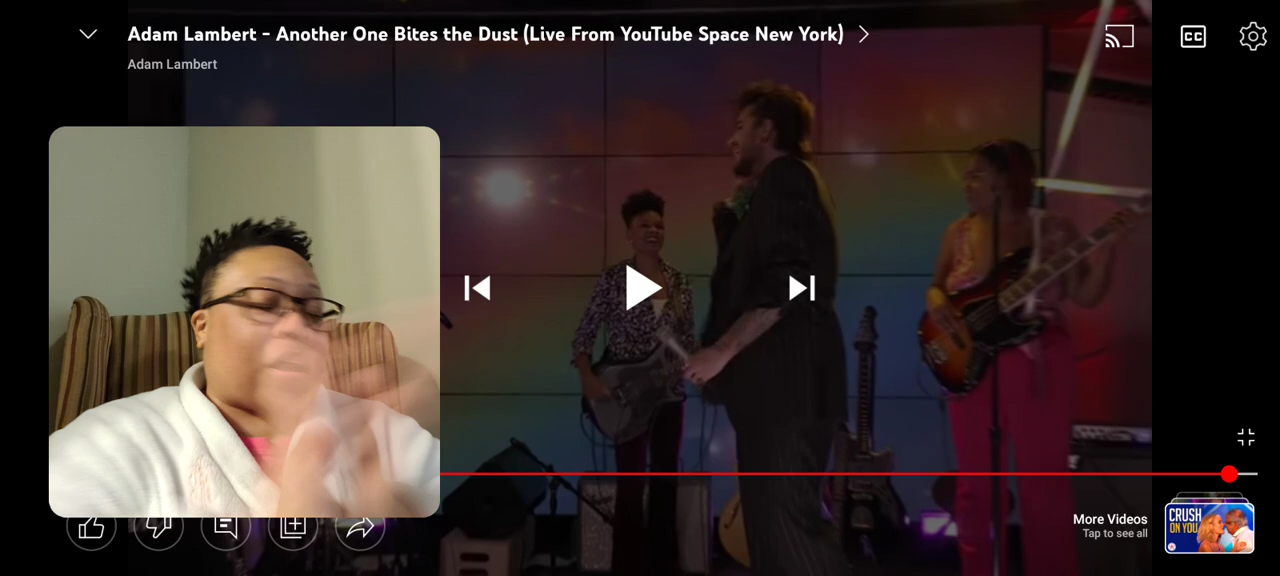 Adam Lambert - Another One Bites the Dust (Live From YouTube Space New York)
Adam Lambert
CC
More Videos
Tap to see all
CRUSH
ON YOU